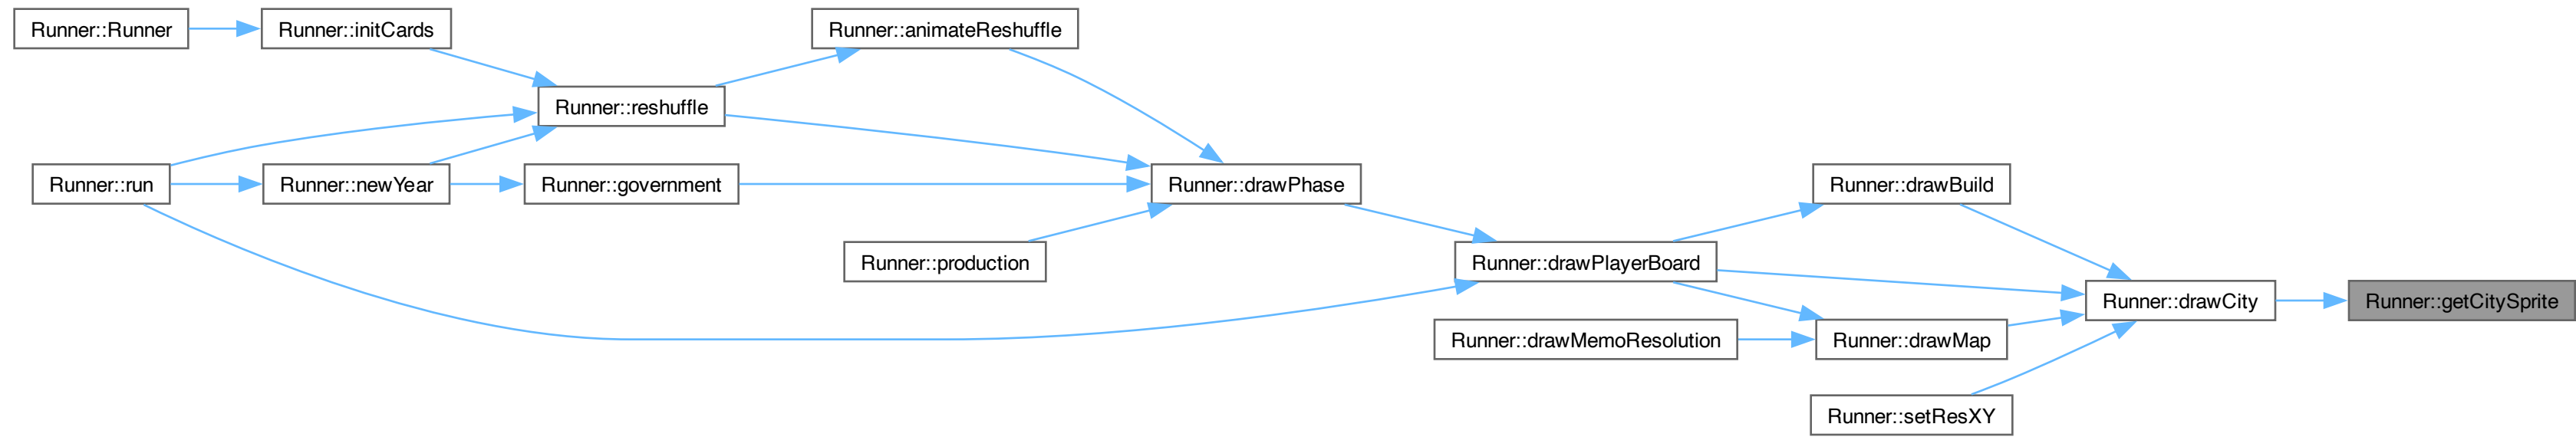 Runner::Runner
Runner::initCards
Runner::animateReshuffle
Runner::reshuffle
Runner::run
Runner::newYear
Runner::government
Runner::drawPhase
Runner::drawBuild
Runner::production
Runner::drawPlayerBoard
Runner::drawCity
Runner::getCitySprite
Runner::drawMemoResolution
Runner::drawMap
Runner::setResXY